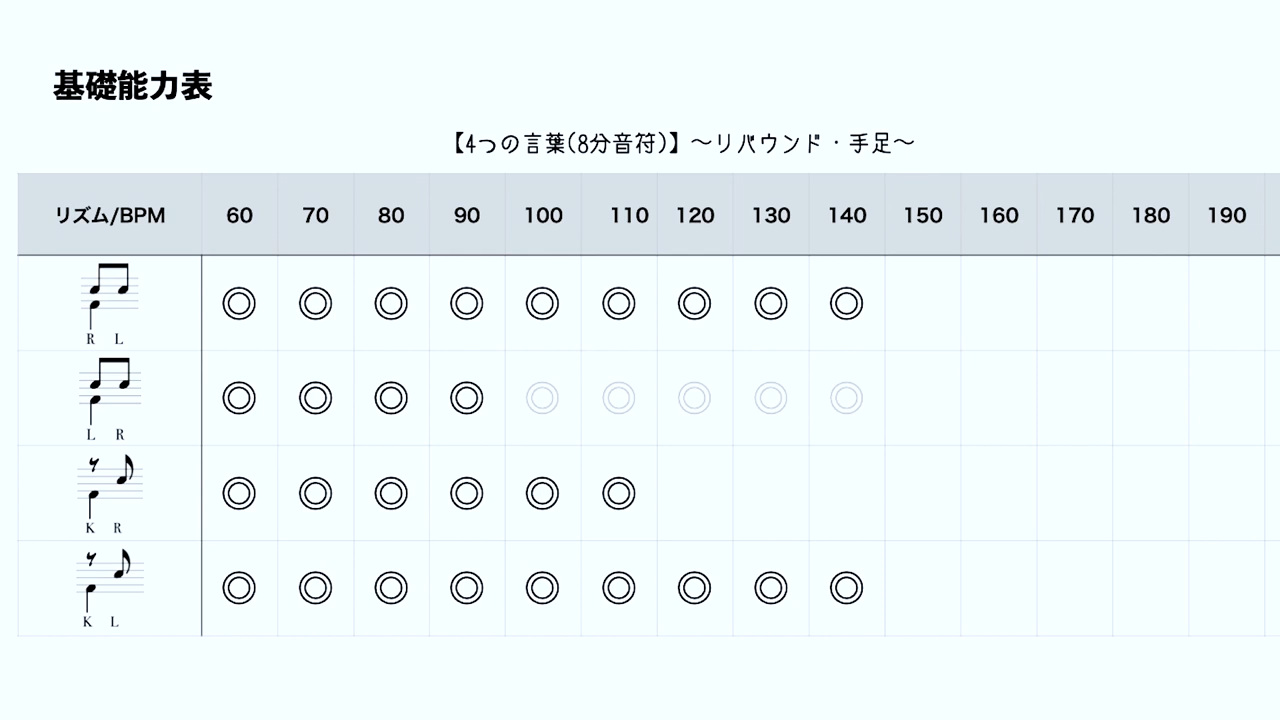 基礎能力表
【4つの言葉(8分音符)】〜リバウンド・手足〜
リズム/BPM 60 70 80 90 100 110 120 130 140 150 160 170 180 190
R L ◎ ◎ ◎ ◎ ◎ ◎ ◎ ◎ ◎
L R ◎ ◎ ◎ ◎ ◎ ◎ ◎ ◎ ◎
K R ◎ ◎ ◎ ◎ ◎ ◎
K L ◎ ◎ ◎ ◎ ◎ ◎ ◎ ◎ ◎